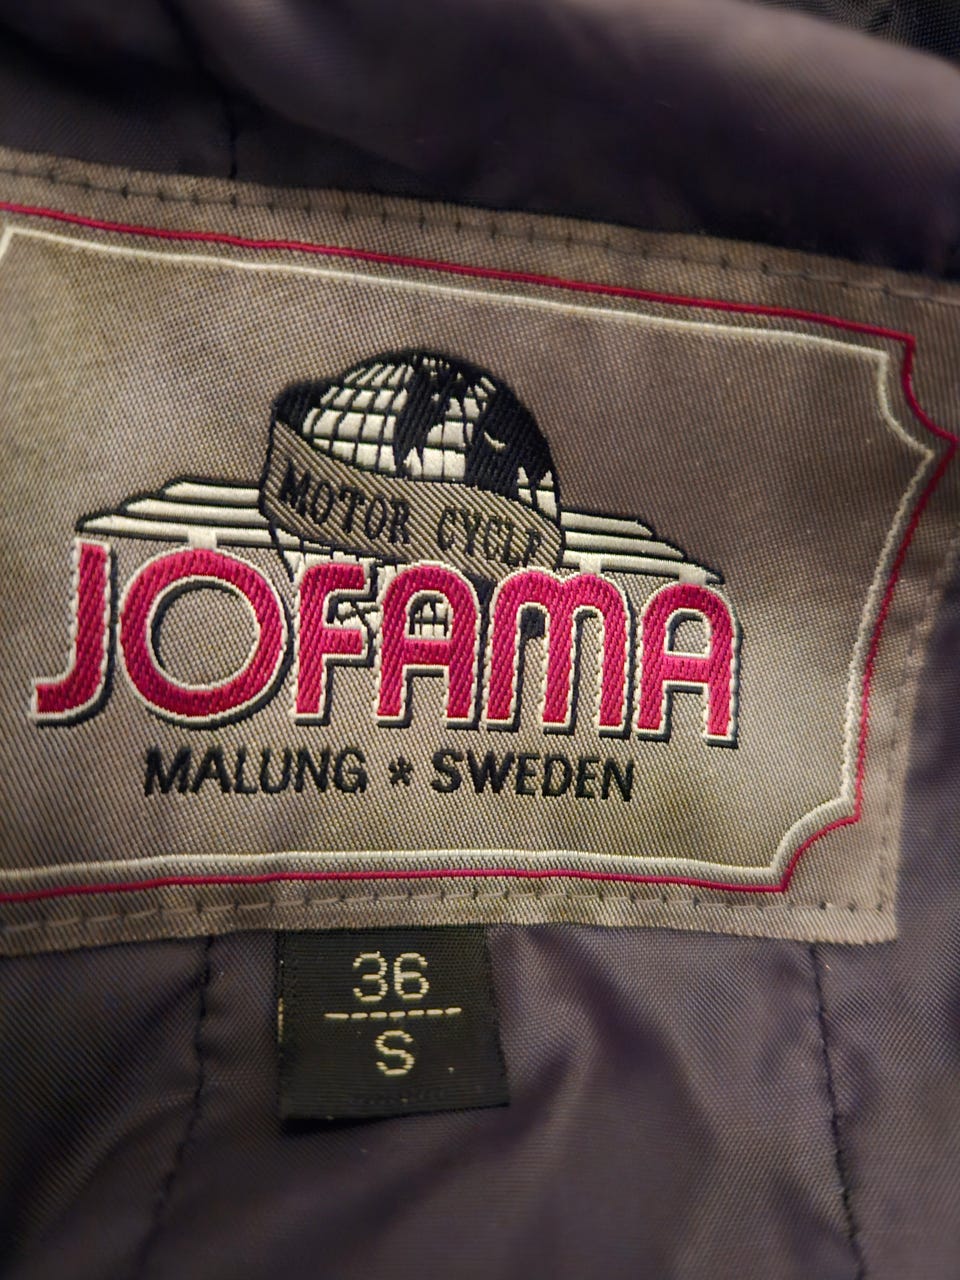 MOTOR CYCLE
JOFAMA
MALUNG * SWEDEN
36
S